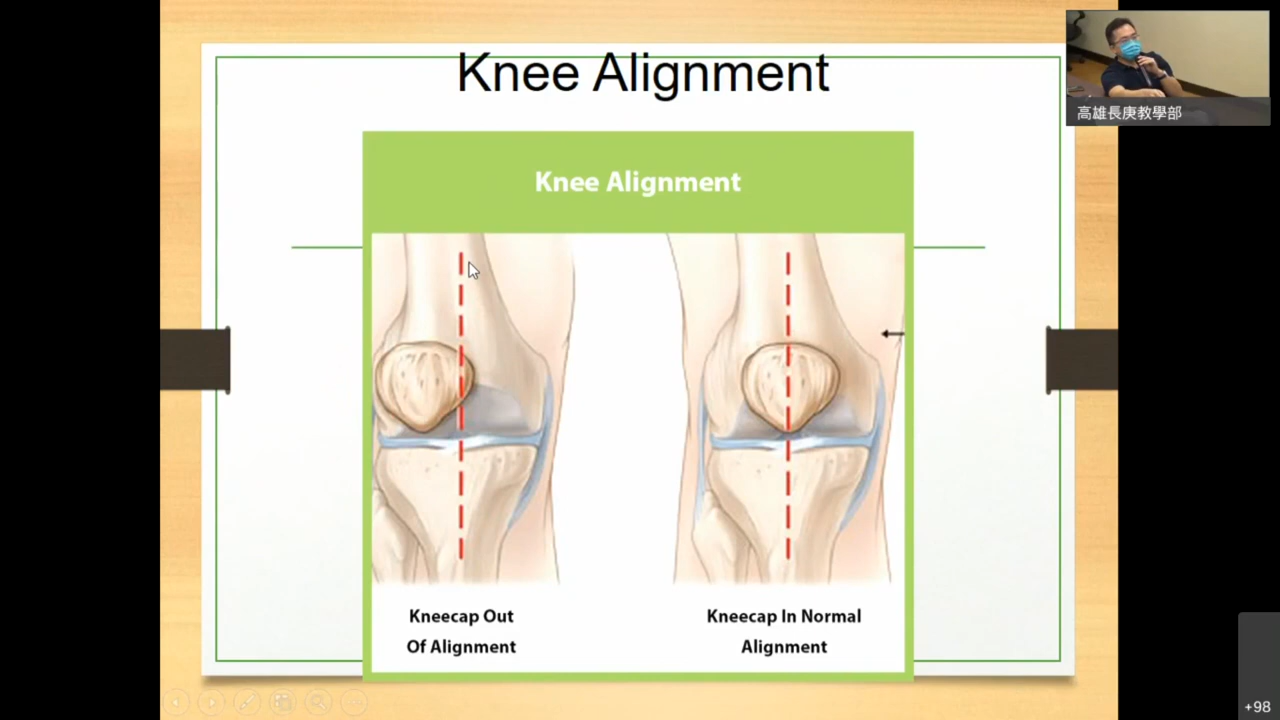 Knee Alignment
高雄長庚教學部
Knee Alignment
Kneecap Out
Of Alignment
Kneecap In Normal
Alignment
+98